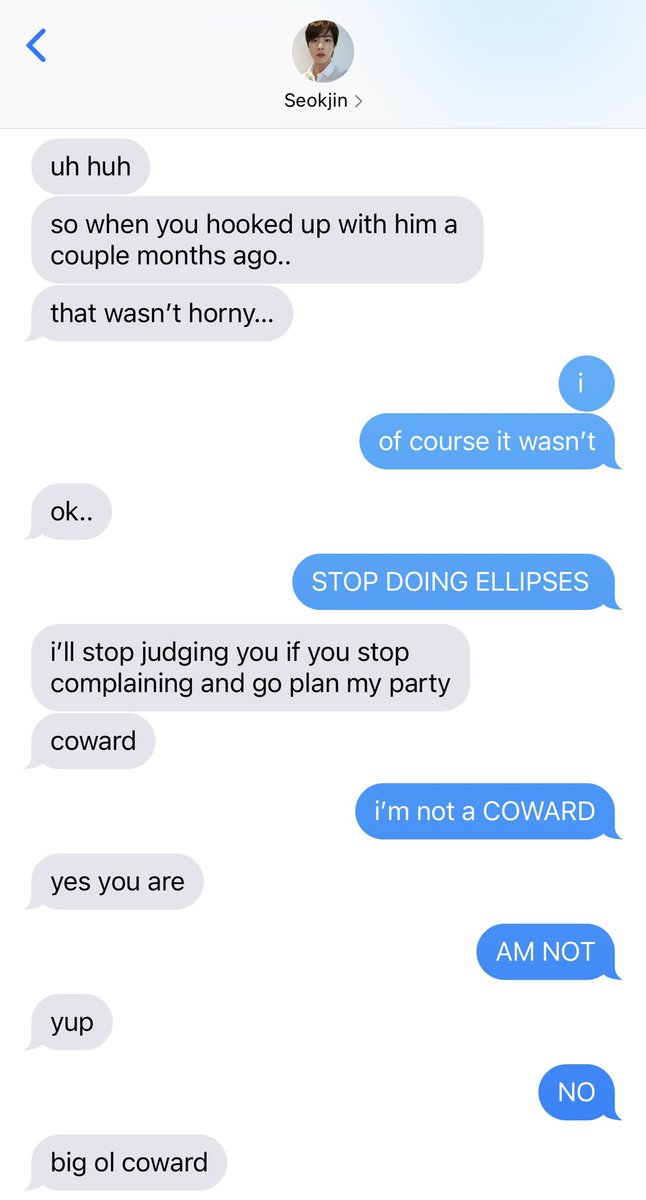 Seokjin
uh huh
so when you hooked up with him a
couple months ago..
that wasn’t horny...
i
of course it wasn’t
ok..
STOP DOING ELLIPSES
i’ll stop judging you if you stop
complaining and go plan my party
coward
i’m not a COWARD
yes you are
AM NOT
yup
NO
big ol coward